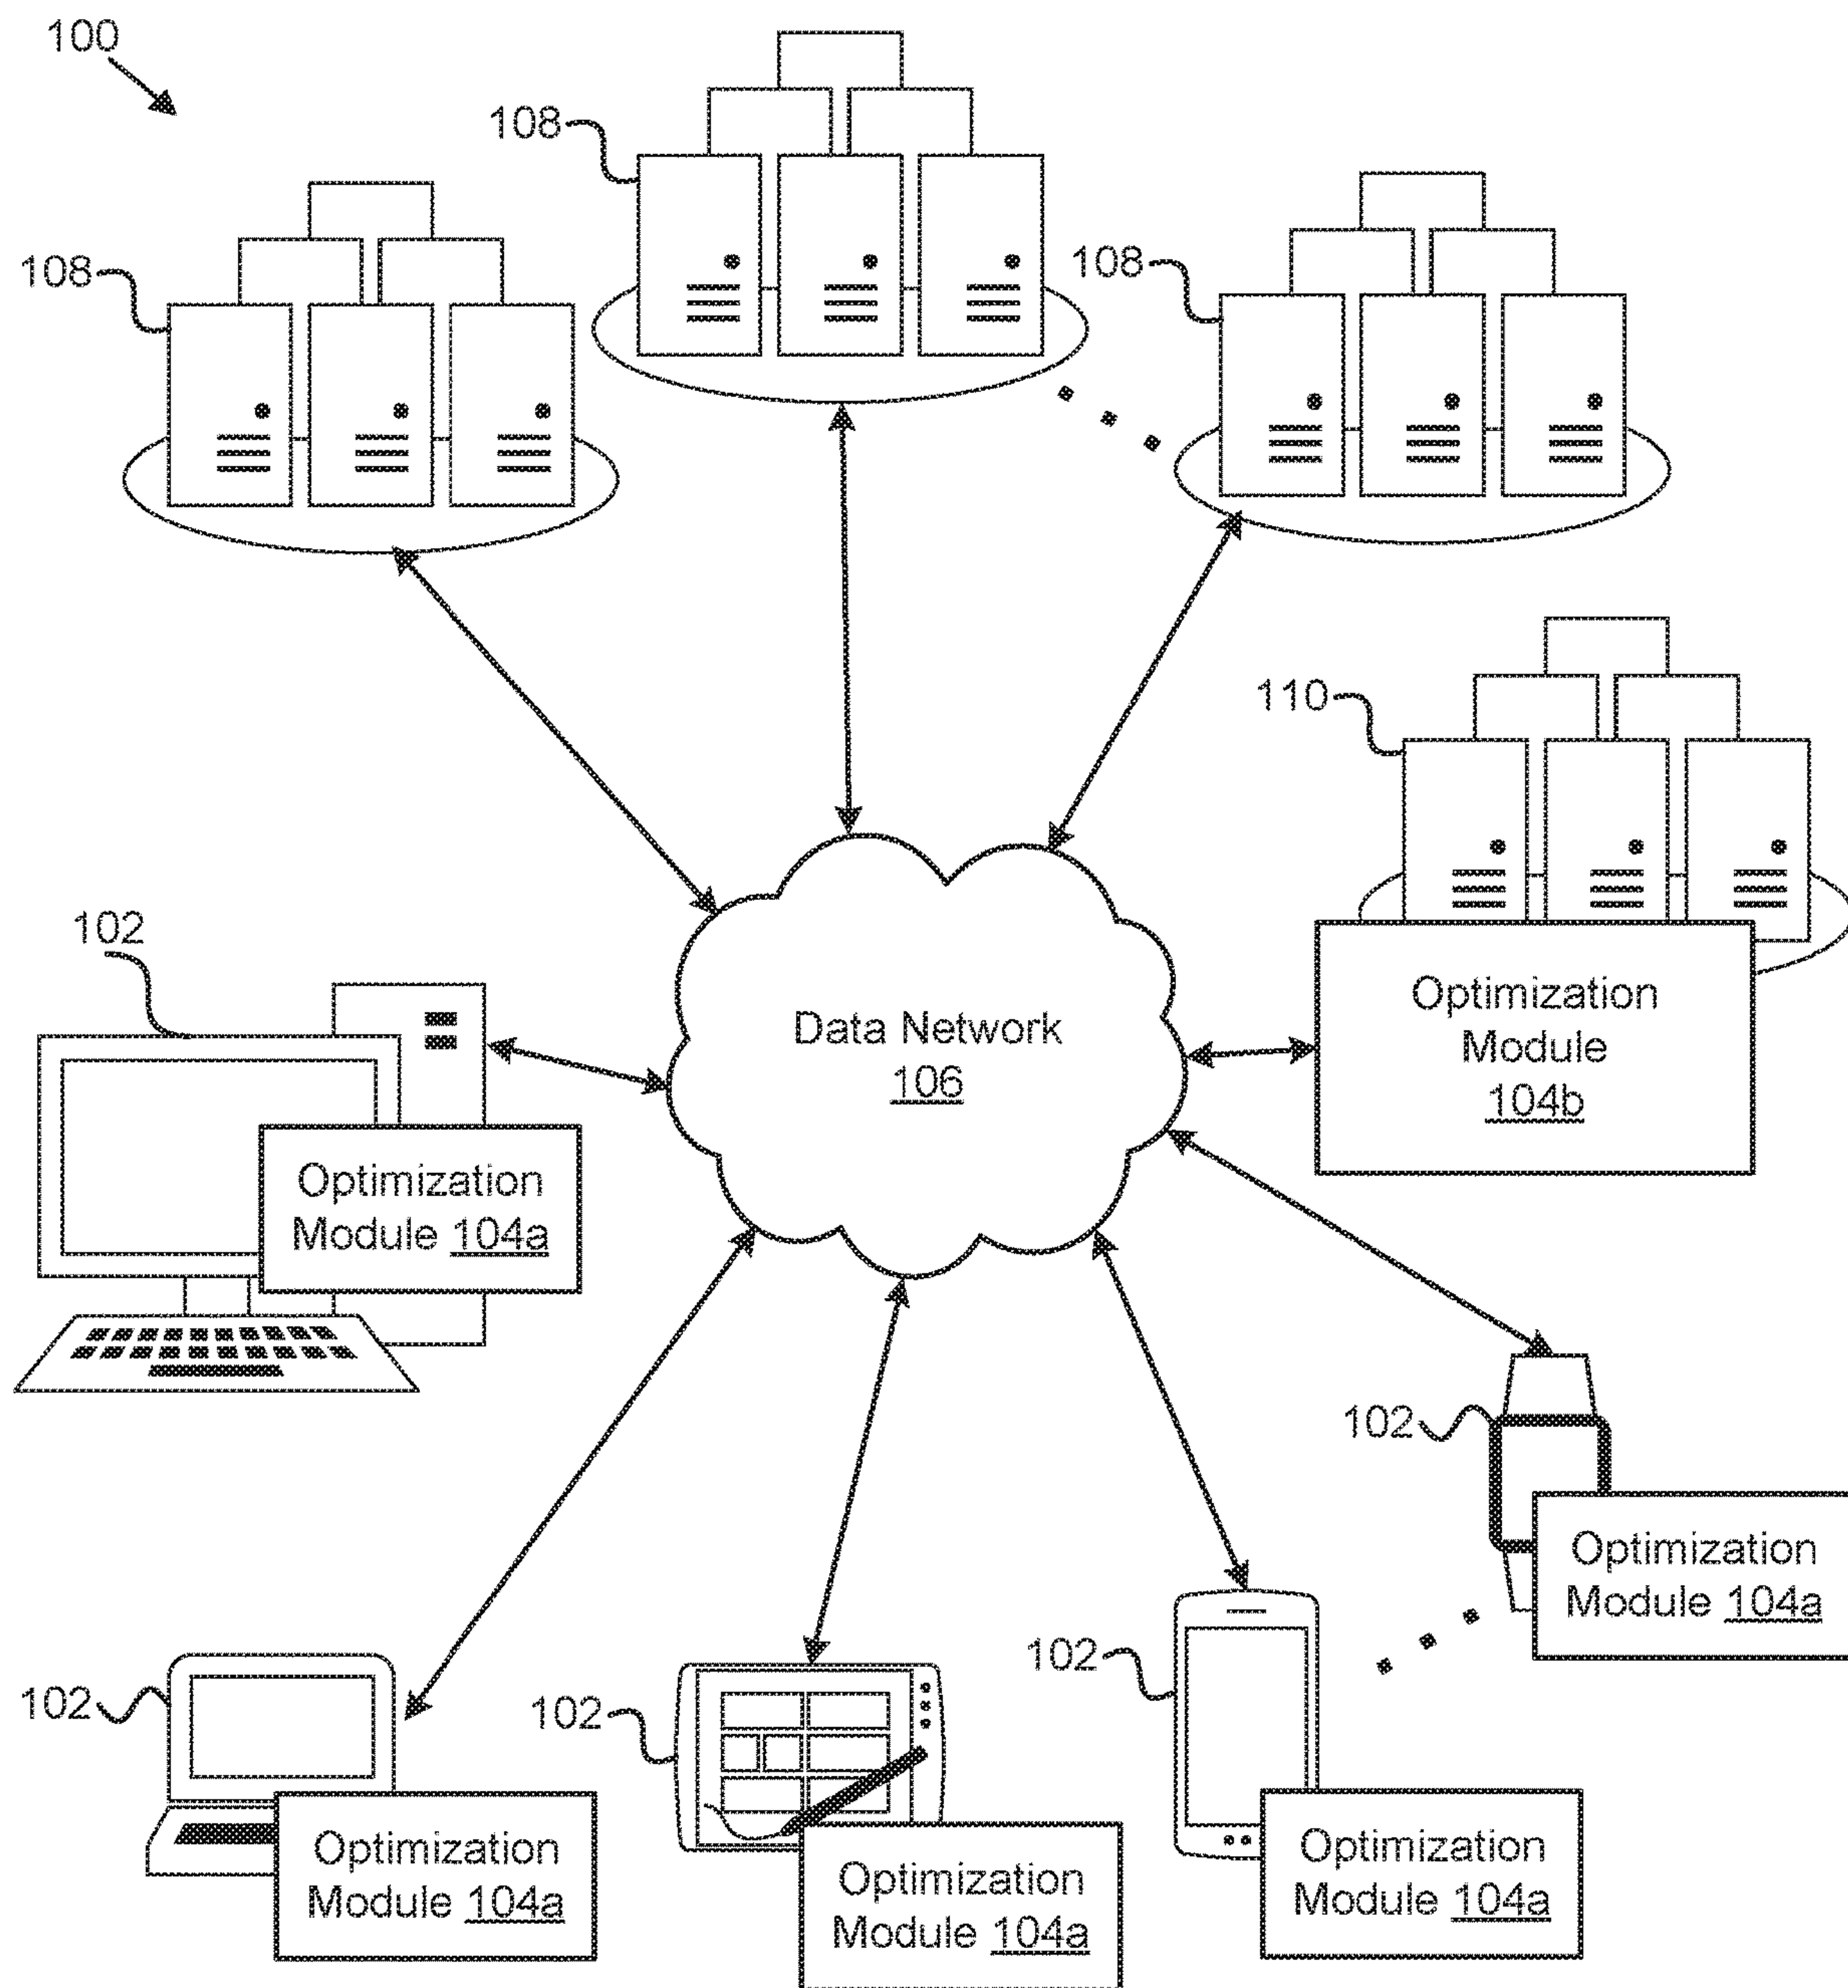 100
108
108
108
110
102
Data Network
106
Optimization
Module
104b
Optimization
Module 104a
102
Optimization
Module 104a
102
102
102
Optimization
Module 104a
Optimization
Module 104a
Optimization
Module 104a